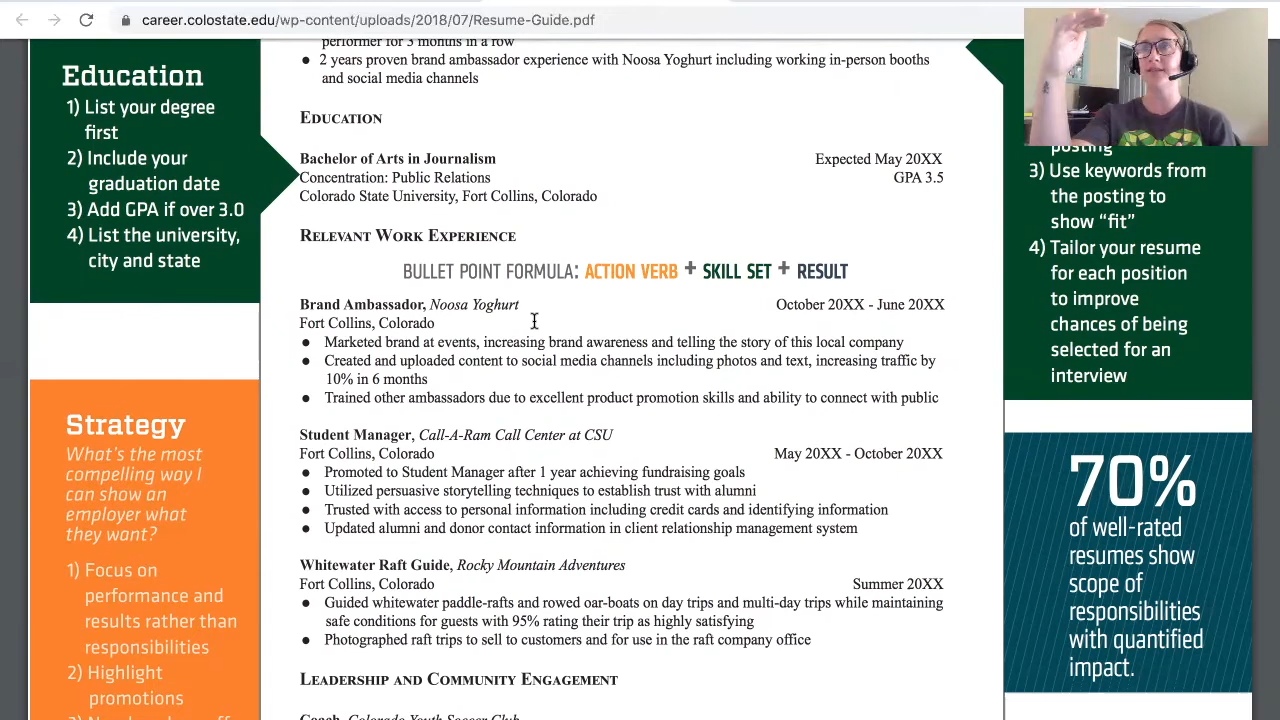 career.colostate.edu/wp-content/uploads/2018/07/Resume-Guide.pdf
Education
1) List your degree
first
2) Include your
graduation date
3) Add GPA if over 3.0
4) List the university,
city and state
Strategy
What's the most
compelling way I
can show an
employer what
they want?
1) Focus on
performance and
results rather than
responsibilities
2) Highlight
promotions
performer for 3 months in a row
● 2 years proven brand ambassador experience with Noosa Yoghurt including working in-person booths
and social media channels
EDUCATION
Bachelor of Arts in Journalism Expected May 20XX
Concentration: Public Relations GPA 3.5
Colorado State University, Fort Collins, Colorado
RELEVANT WORK EXPERIENCE
BULLET POINT FORMULA: ACTION VERB + SKILL SET + RESULT
Brand Ambassador, Noosa Yoghurt October 20XX - June 20XX
Fort Collins, Colorado
● Marketed brand at events, increasing brand awareness and telling the story of this local company
● Created and uploaded content to social media channels including photos and text, increasing traffic by
10% in 6 months
● Trained other ambassadors due to excellent product promotion skills and ability to connect with public
Student Manager, Call-A-Ram Call Center at CSU
Fort Collins, Colorado May 20XX - October 20XX
● Promoted to Student Manager after 1 year achieving fundraising goals
● Utilized persuasive storytelling techniques to establish trust with alumni
● Trusted with access to personal information including credit cards and identifying information
● Updated alumni and donor contact information in client relationship management system
Whitewater Raft Guide, Rocky Mountain Adventures
Fort Collins, Colorado Summer 20XX
● Guided whitewater paddle-rafts and rowed oar-boats on day trips and multi-day trips while maintaining
safe conditions for guests with 95% rating their trip as highly satisfying
● Photographed raft trips to sell to customers and for use in the raft company office
LEADERSHIP AND COMMUNITY ENGAGEMENT
Coach, Colorado Youth Soccer Club
posting
3) Use keywords from
the posting to
show "fit"
4) Tailor your resume
for each position
to improve
chances of being
selected for an
interview
70%
of well-rated
resumes show
scope of
responsibilities
with quantified
impact.